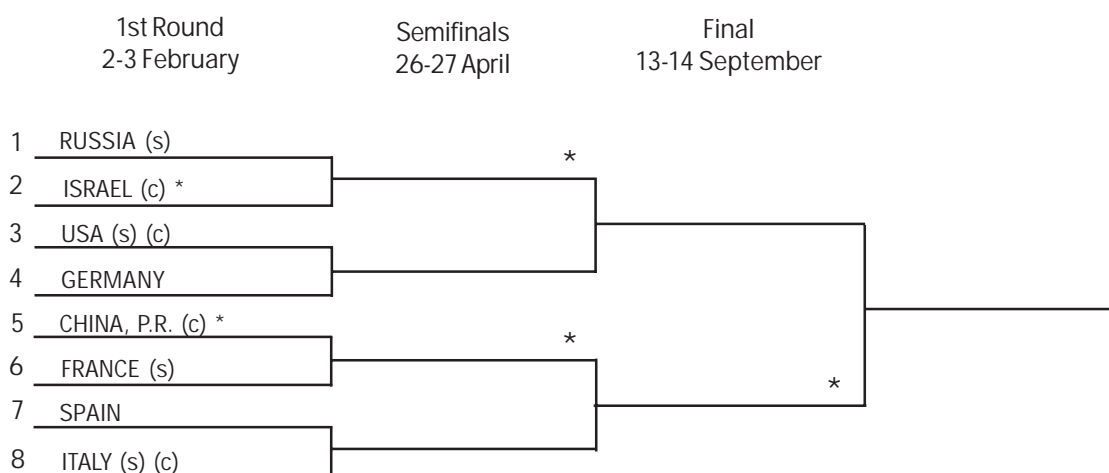 1st Round
2-3 February
Semifinals
26-27 April
Final
13-14 September
1 RUSSIA (s)
2 ISRAEL (c) *
3 USA (s) (c)
4 GERMANY
5 CHINA, P.R. (c) *
6 FRANCE (s)
7 SPAIN
8 ITALY (s) (c)
*
*
*